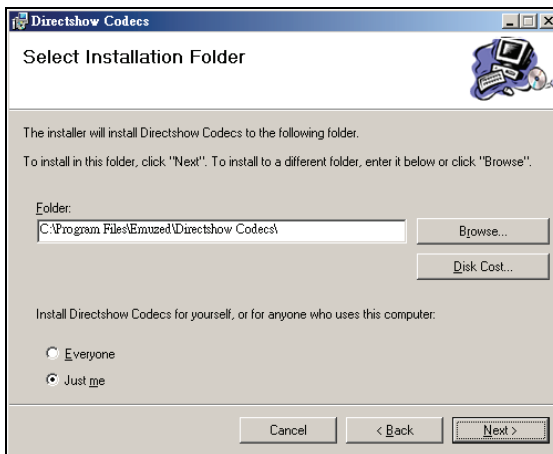 Directshow Codecs
Select Installation Folder
The installer will install Directshow Codecs to the following folder.
To install in this folder, click "Next". To install to a different folder, enter it below or click "Browse".
Folder:
C:\Program Files\Emuzed\Directshow Codecs\
Browse...
Disk Cost...
Install Directshow Codecs for yourself, or for anyone who uses this computer:
Everyone
Just me
Cancel
< Back
Next >